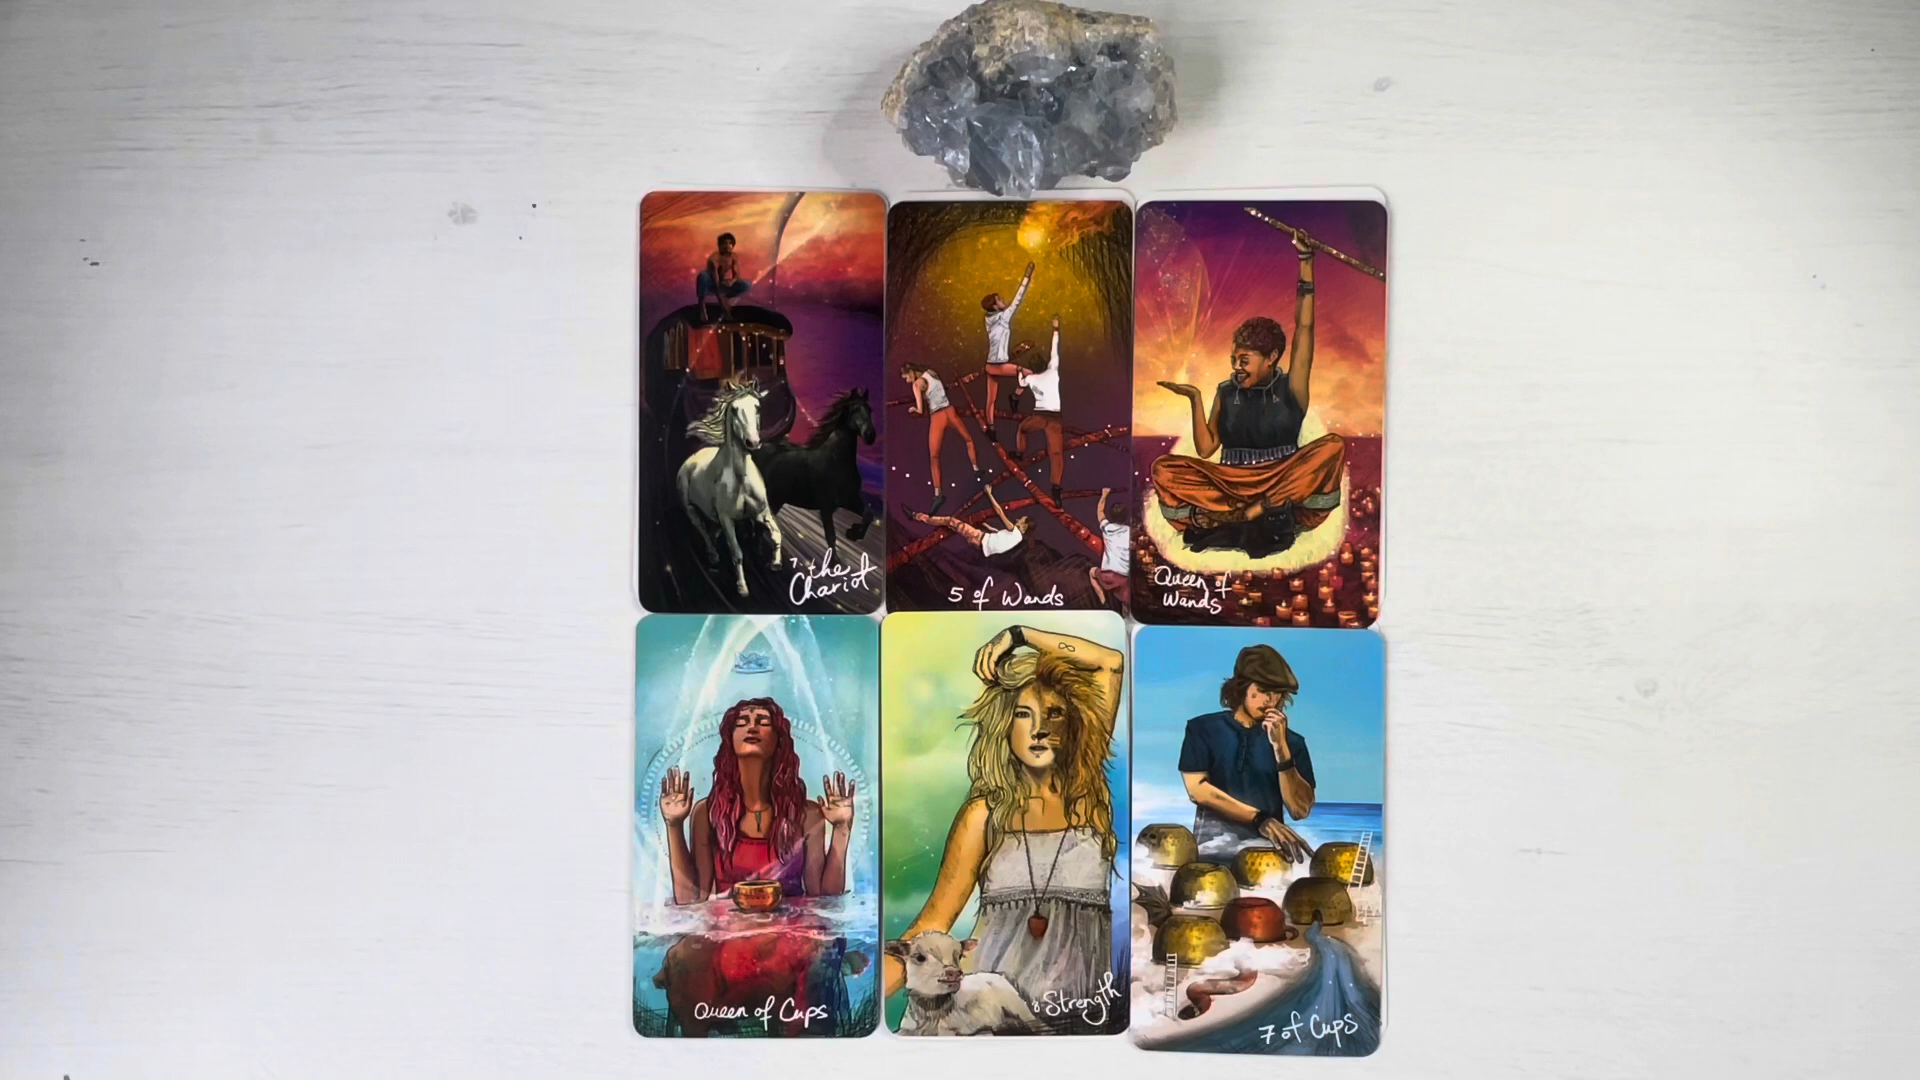 7. the
Chariot
5 of Wands
Queen of
Wands
Queen of Cups
8 Strength
7 of Cups